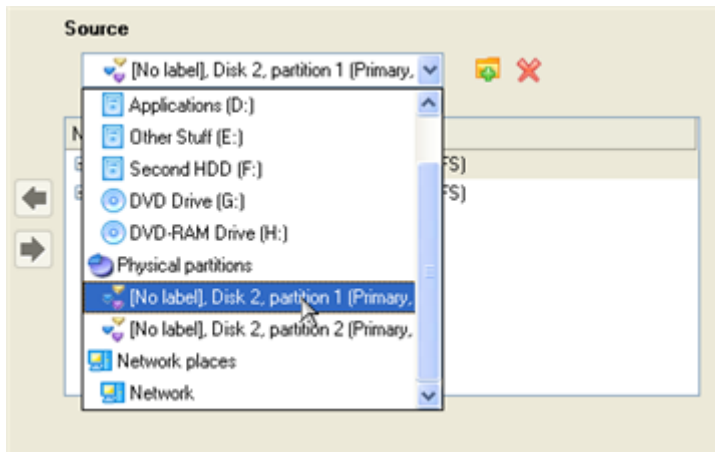 Source
[No label], Disk 2, partition 1 (Primary,
Applications (D:)
Other Stuff (E:)
Second HDD (F:)
DVD Drive (G:)
DVD-RAM Drive (H:)
Physical partitions
[No label], Disk 2, partition 1 (Primary,
[No label], Disk 2, partition 2 (Primary,
Network places
Network
N
FS)
FS)